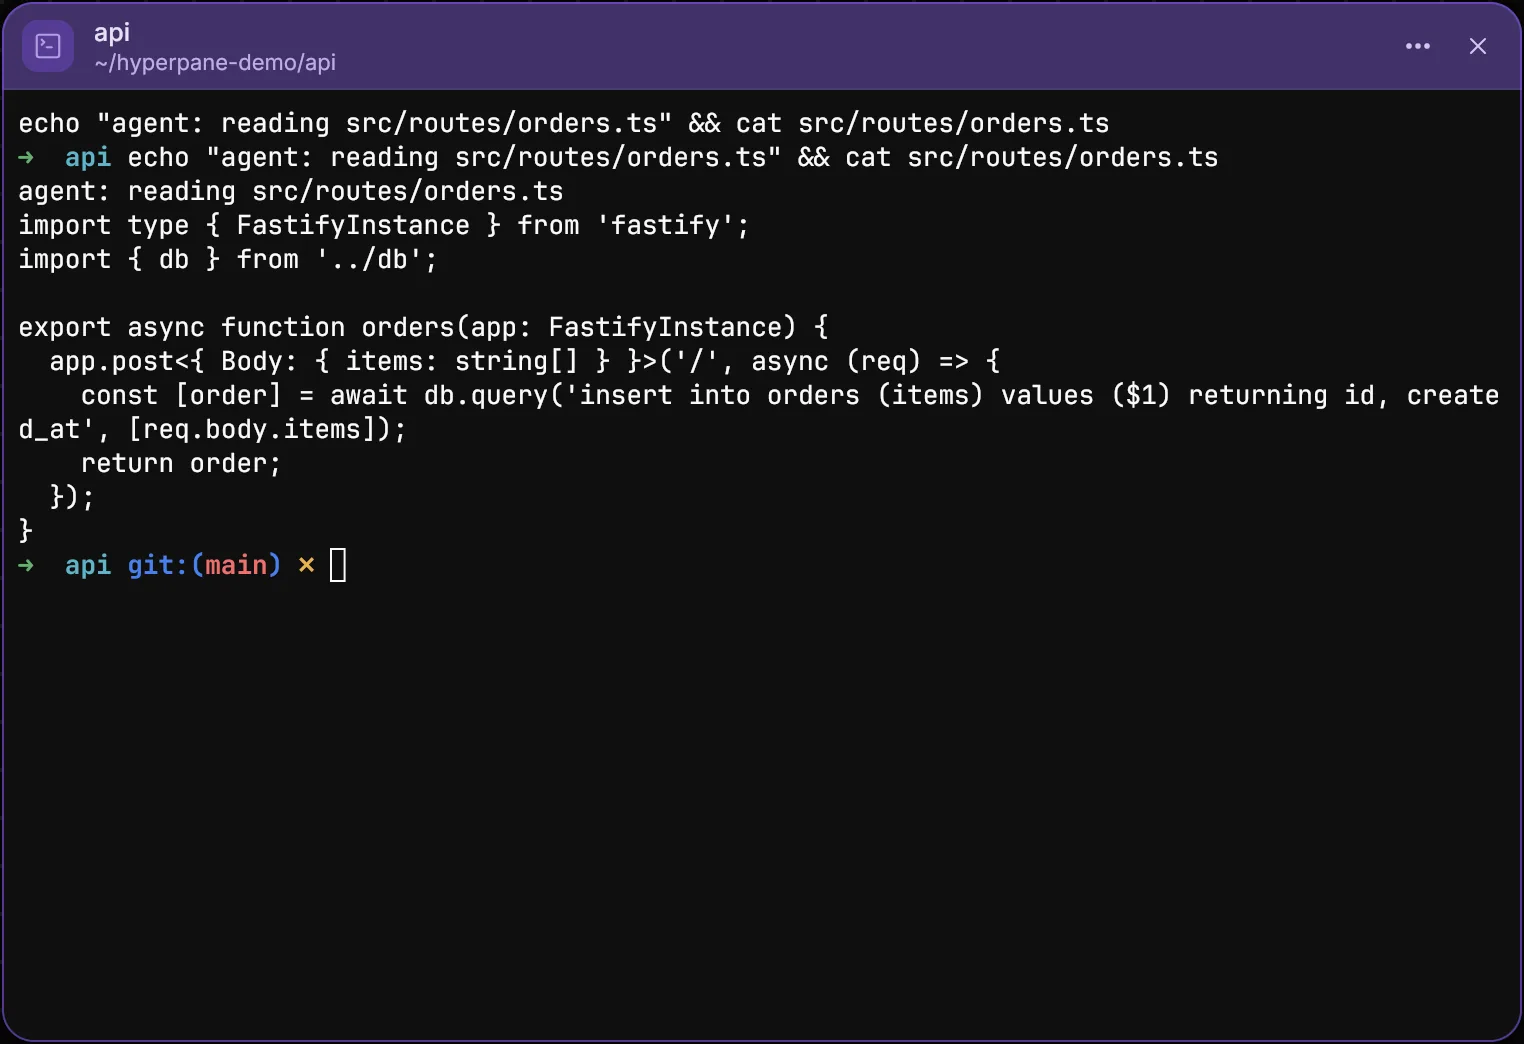 api
~/hyperpane-demo/api
echo "agent: reading src/routes/orders.ts" && cat src/routes/orders.ts
➜  api echo "agent: reading src/routes/orders.ts" && cat src/routes/orders.ts
agent: reading src/routes/orders.ts
import type { FastifyInstance } from 'fastify';
import { db } from '../db';

export async function orders(app: FastifyInstance) {
  app.post<{ Body: { items: string[] } }>('/', async (req) => {
    const [order] = await db.query('insert into orders (items) values ($1) returning id, create
d_at', [req.body.items]);
    return order;
  });
}
➜  api git:(main) ✗